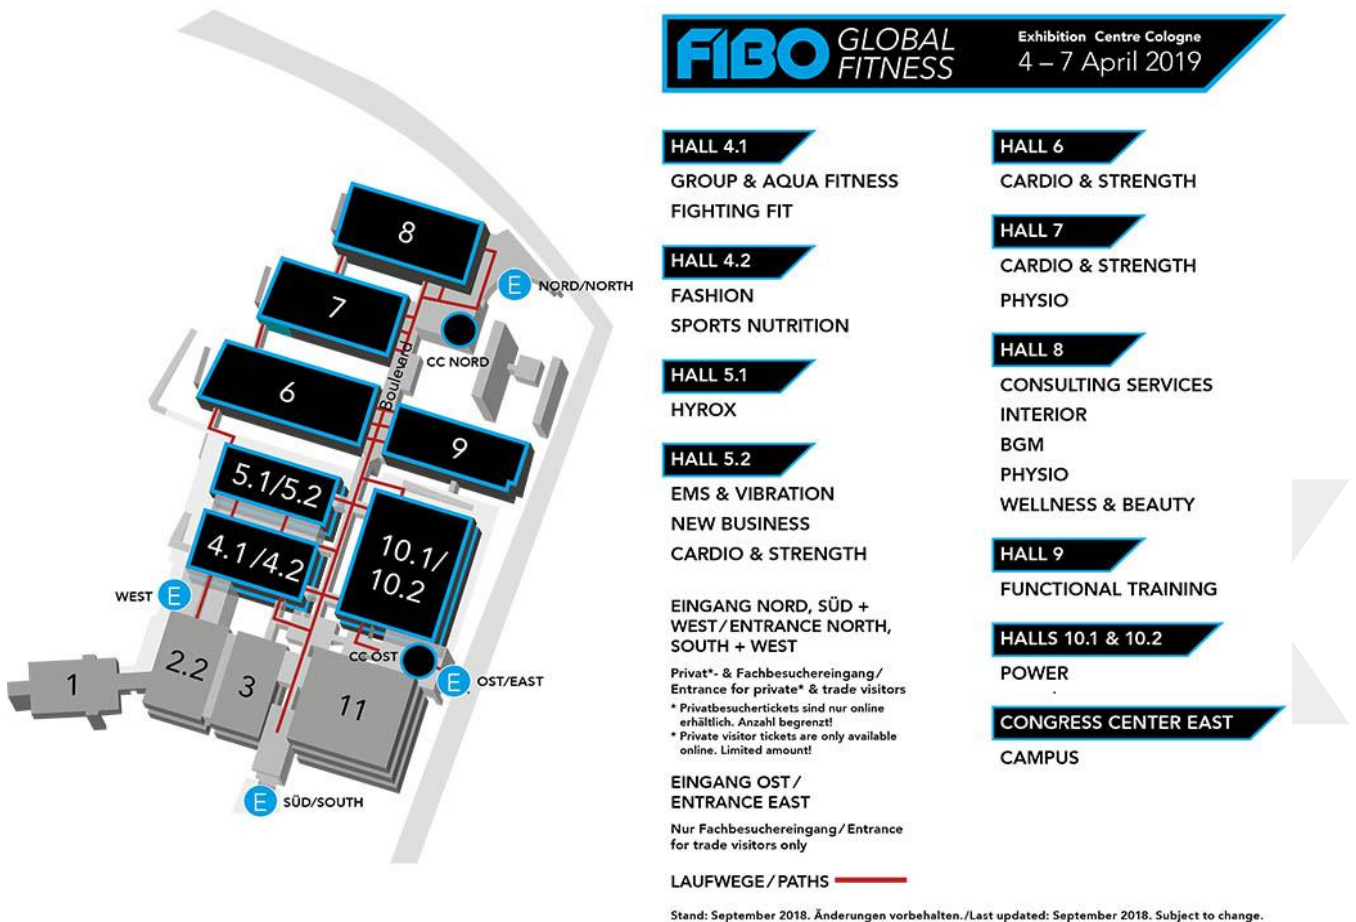 FIBO GLOBAL
FITNESS
Exhibition Centre Cologne
4 – 7 April 2019
8
E NORD/NORTH
7
CC NORD
Boulevard
6
9
5.1/5.2
4.1/4.2
10.1/
10.2
WEST E
CC OST
E OST/EAST
1
2.2
3
11
E SÜD/SOUTH
HALL 4.1
GROUP & AQUA FITNESS
FIGHTING FIT
HALL 4.2
FASHION
SPORTS NUTRITION
HALL 5.1
HYROX
HALL 5.2
EMS & VIBRATION
NEW BUSINESS
CARDIO & STRENGTH
EINGANG NORD, SÜD +
WEST/ENTRANCE NORTH,
SOUTH + WEST
Privat*- & Fachbesuchereingang/
Entrance for private* & trade visitors
* Privatbesuchertickets sind nur online
erhältlich. Anzahl begrenzt!
* Private visitor tickets are only available
online. Limited amount!
EINGANG OST/
ENTRANCE EAST
Nur Fachbesuchereingang/Entrance
for trade visitors only
LAUFWEGE/PATHS
HALL 6
CARDIO & STRENGTH
HALL 7
CARDIO & STRENGTH
PHYSIO
HALL 8
CONSULTING SERVICES
INTERIOR
BGM
PHYSIO
WELLNESS & BEAUTY
HALL 9
FUNCTIONAL TRAINING
HALLS 10.1 & 10.2
POWER
CONGRESS CENTER EAST
CAMPUS
Stand: September 2018. Änderungen vorbehalten./Last updated: September 2018. Subject to change.